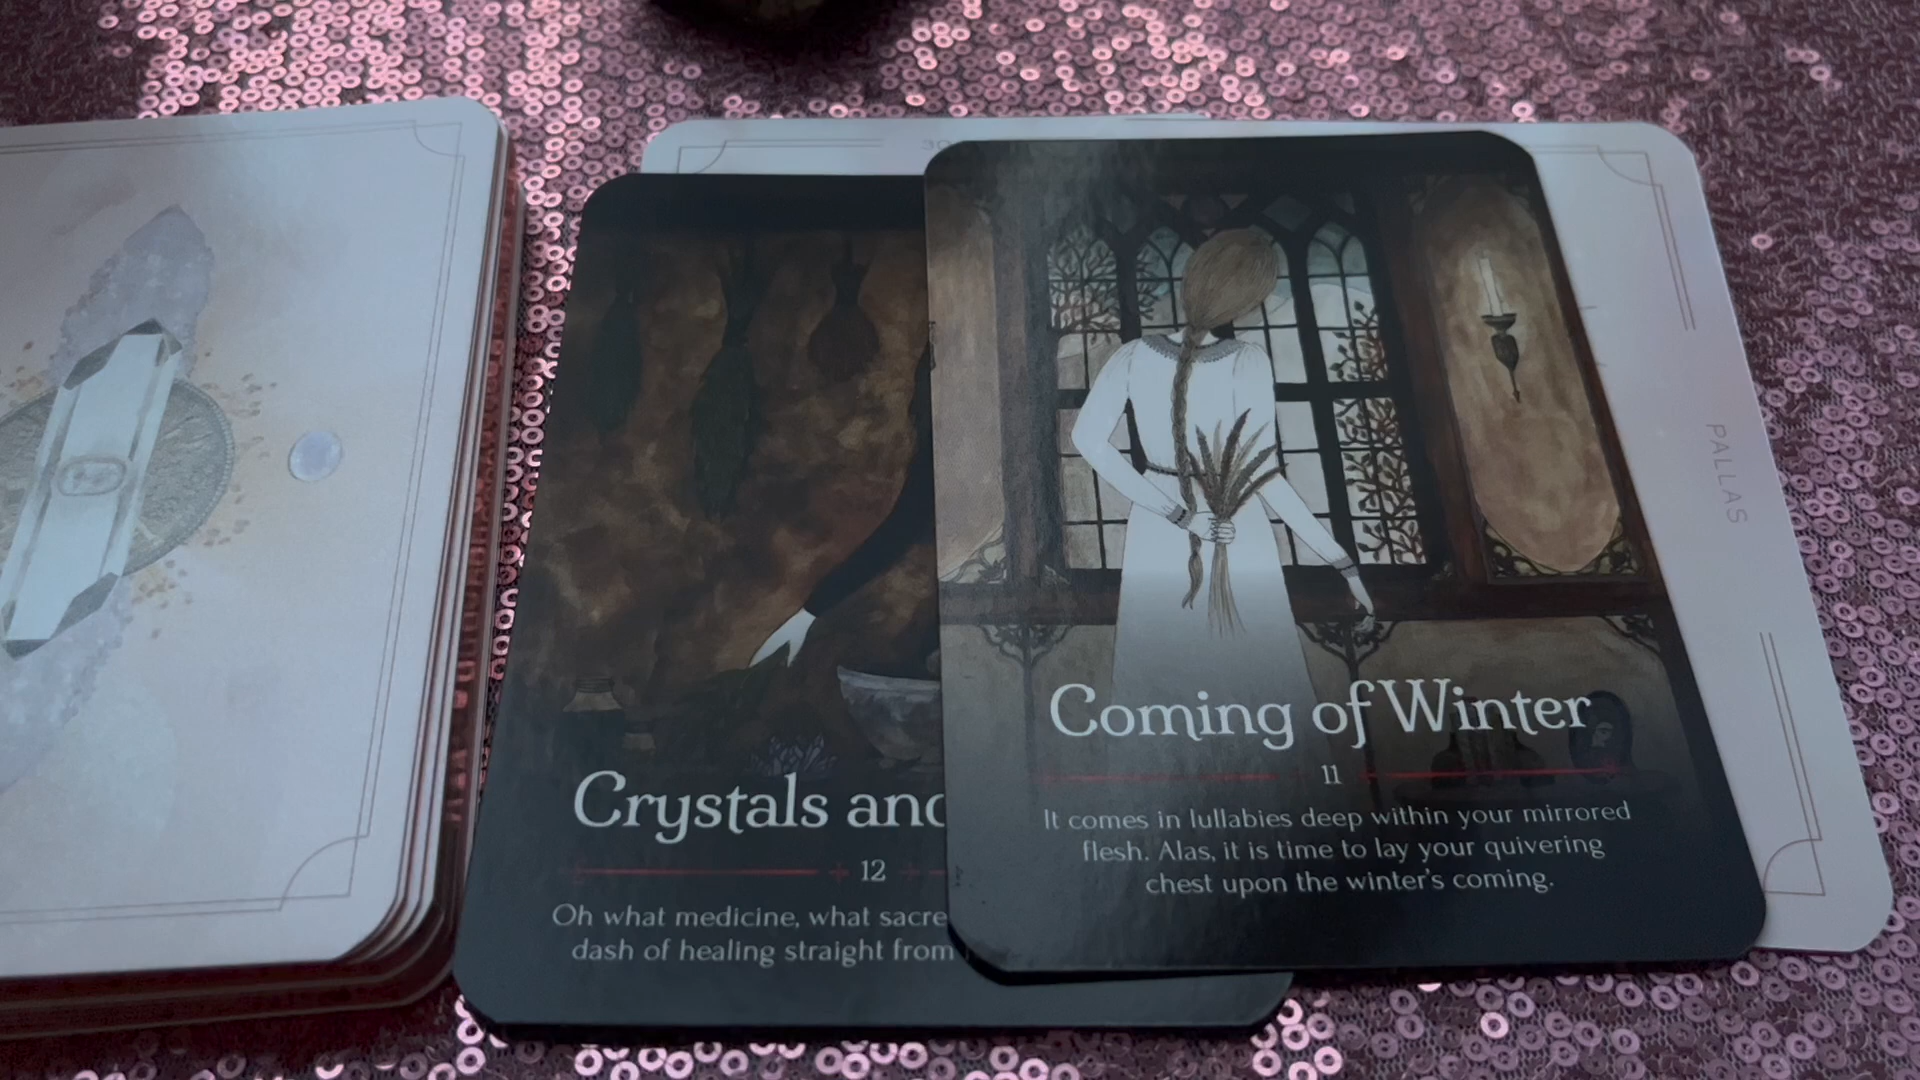 30
PALLAS
Crystals and
12
Oh what medicine, what sacre
dash of healing straight from
Coming of Winter
11
It comes in lullabies deep within your mirrored
flesh. Alas, it is time to lay your quivering
chest upon the winter's coming.